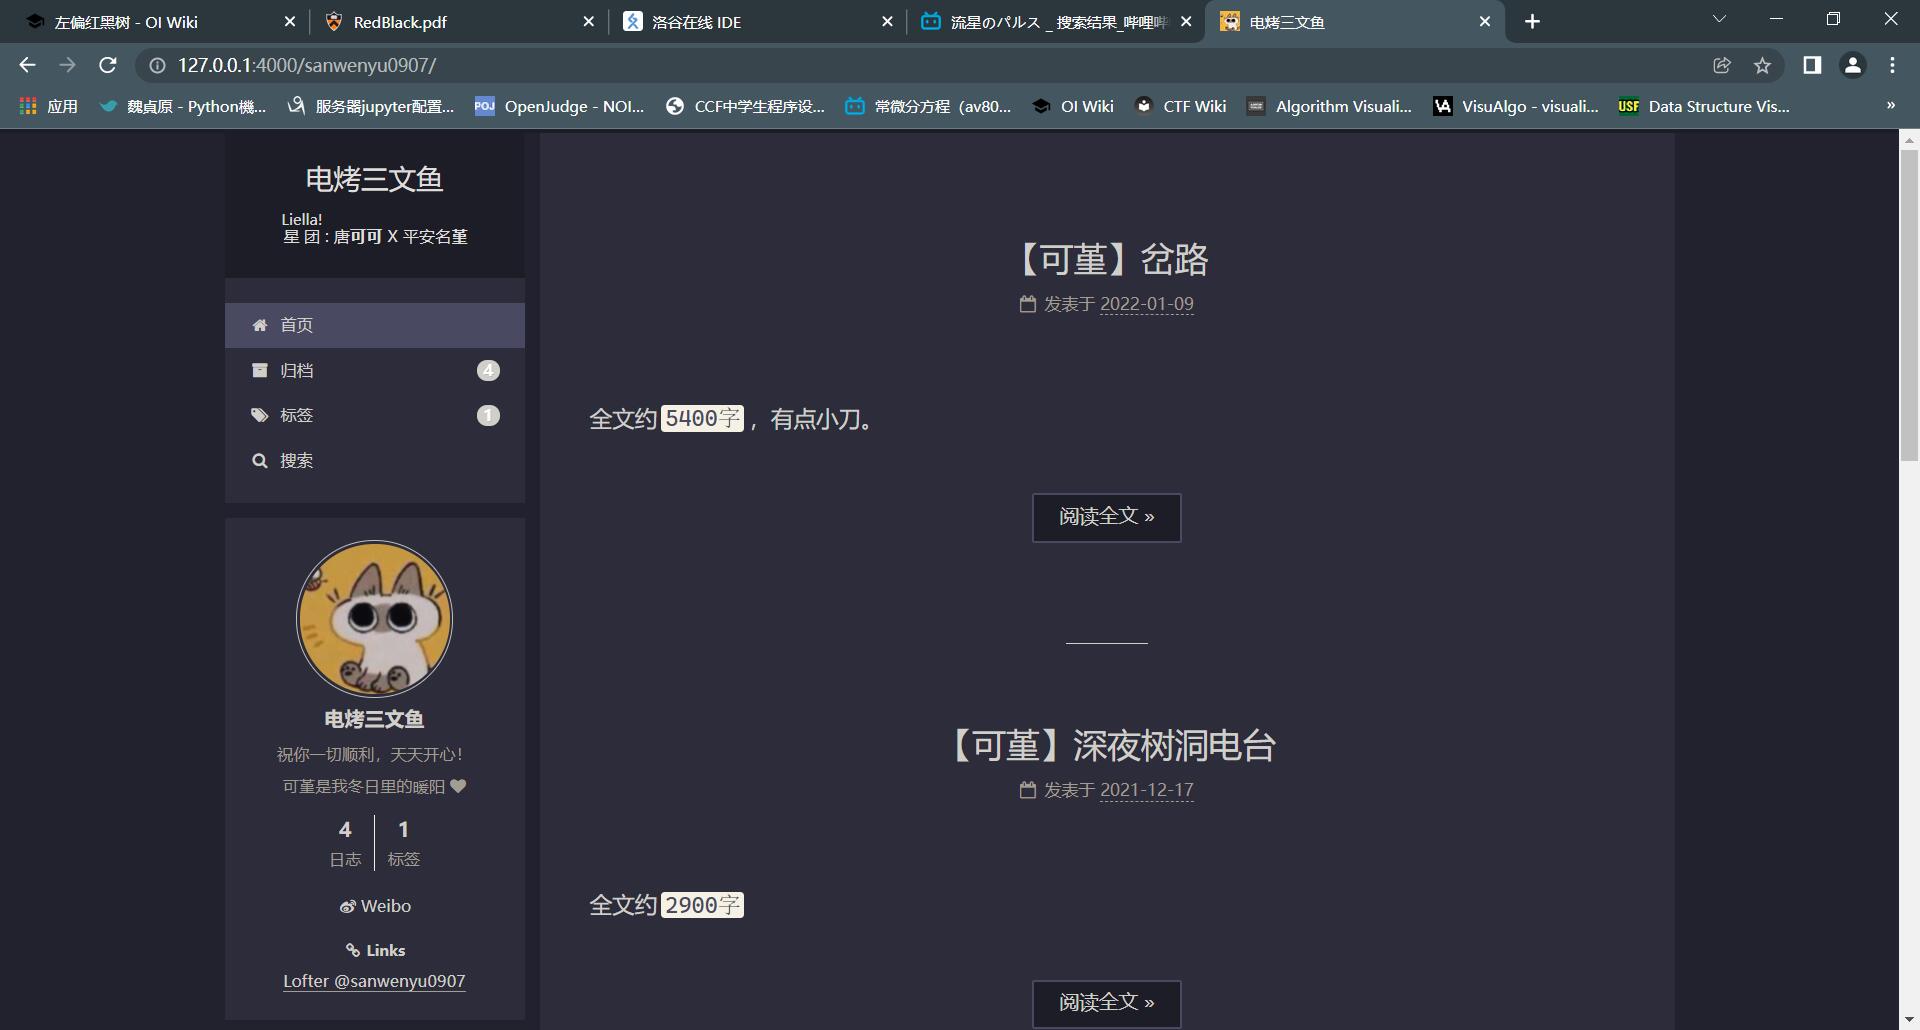 左偏红黑树 - OI Wiki
RedBlack.pdf
洛谷在线 IDE
流星のパルス _ 搜索结果_哔哩哔
电烤三文鱼
127.0.0.1:4000/sanwenyu0907/
应用
魏貞原 - Python機...
服务器jupyter配置...
POJ
OpenJudge - NOI...
CCF中学生程序设...
常微分方程（av80...
OI Wiki
CTF Wiki
Algorithm Visuali...
VA
VisuAlgo - visuali...
USF
Data Structure Vis...
»
电烤三文鱼
Liella!
星 团 : 唐可可 X 平安名堇
首页
归档 4
标签 1
搜索
电烤三文鱼
祝你一切顺利，天天开心！
可堇是我冬日里的暖阳
4 1
日志 标签
Weibo
Links
Lofter @sanwenyu0907
【可堇】岔路
发表于 2022-01-09
全文约 5400字 ，有点小刀。
阅读全文 »
【可堇】深夜树洞电台
发表于 2021-12-17
全文约 2900字
阅读全文 »